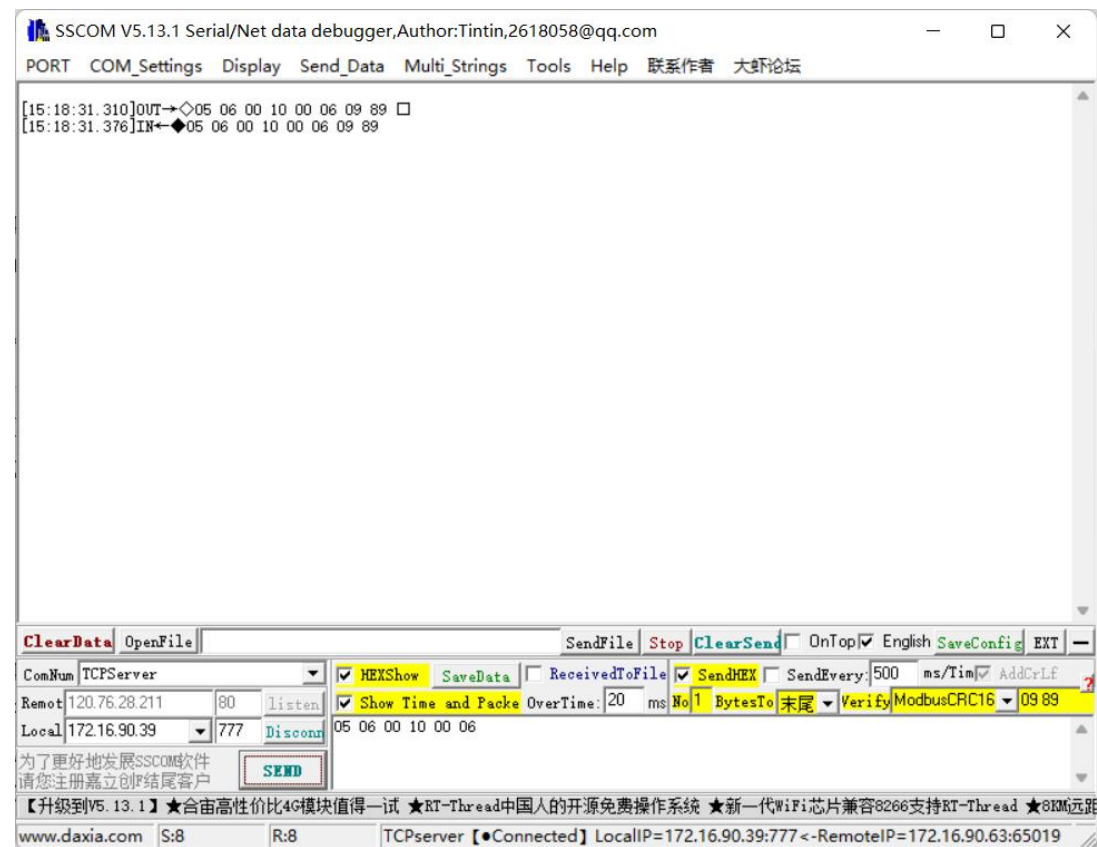 SSCOM V5.13.1 Serial/Net data debugger,Author:Tintin,2618058@qq.com
PORT COM_Settings Display Send_Data Multi_Strings Tools Help 联系作者 大虾论坛
[15:18:31.310]OUT→◇05 06 00 10 00 06 09 89 □
[15:18:31.376]IN←◆05 06 00 10 00 06 09 89
ClearData OpenFile SendFile Stop ClearSend OnTop English SaveConfig EXT —
ComNum TCPServer HEXShow SaveData ReceivedToFile SendHEX SendEvery: 500 ms/Tim AddCrLf
Remot 120.76.28.211 80 listen Show Time and Packe OverTime: 20 ms No 1 BytesTo 末尾 Verify ModbusCRC16 09 89 ?
Local 172.16.90.39 777 Disconn 05 06 00 10 00 06
为了更好地发展SSCOM软件
请您注册嘉立创F结尾客户
SEND
【升级到V5.13.1】★合宙高性价比4G模块值得一试 ★RT-Thread中国人的开源免费操作系统 ★新一代WiFi芯片兼容8266支持RT-Thread ★8KM远距
www.daxia.com S:8 R:8 TCPserver【●Connected】LocalIP=172.16.90.39:777<-RemoteIP=172.16.90.63:65019